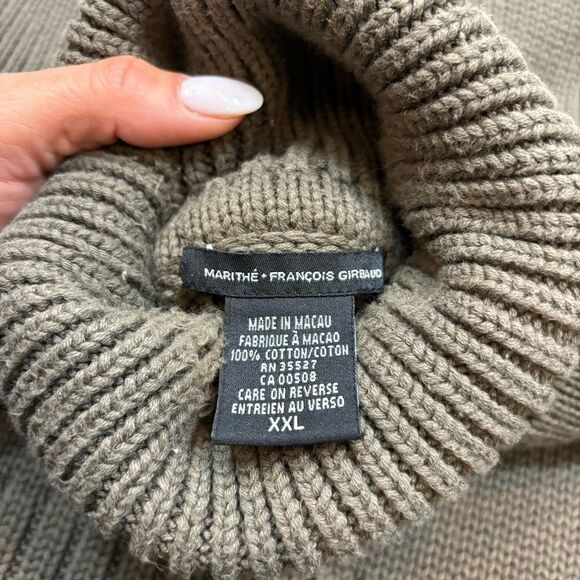 MARITHÉ + FRANÇOIS GIRBAUD
MADE IN MACAU
FABRIQUE À MACAO
100% COTTON/COTON
RN 35527
CA 00508
CARE ON REVERSE
ENTREIEN AU VERSO
XXL